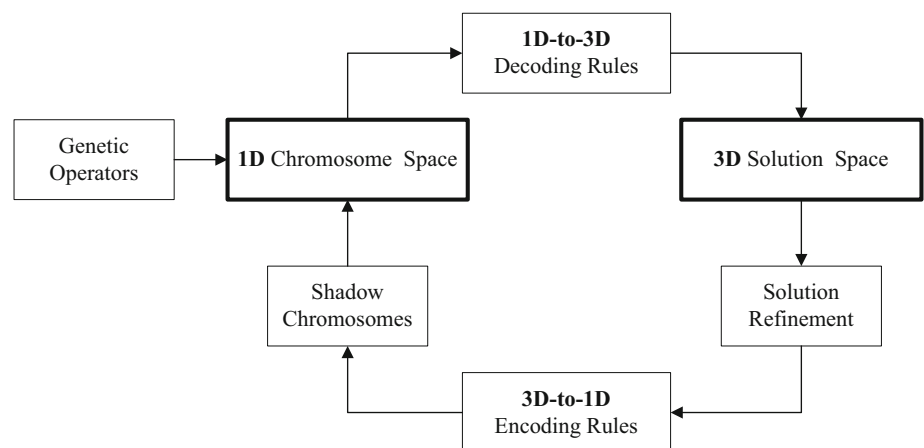 1D-to-3D
Decoding Rules
Genetic
Operators
1D Chromosome Space
3D Solution Space
Shadow
Chromosomes
Solution
Refinement
3D-to-1D
Encoding Rules